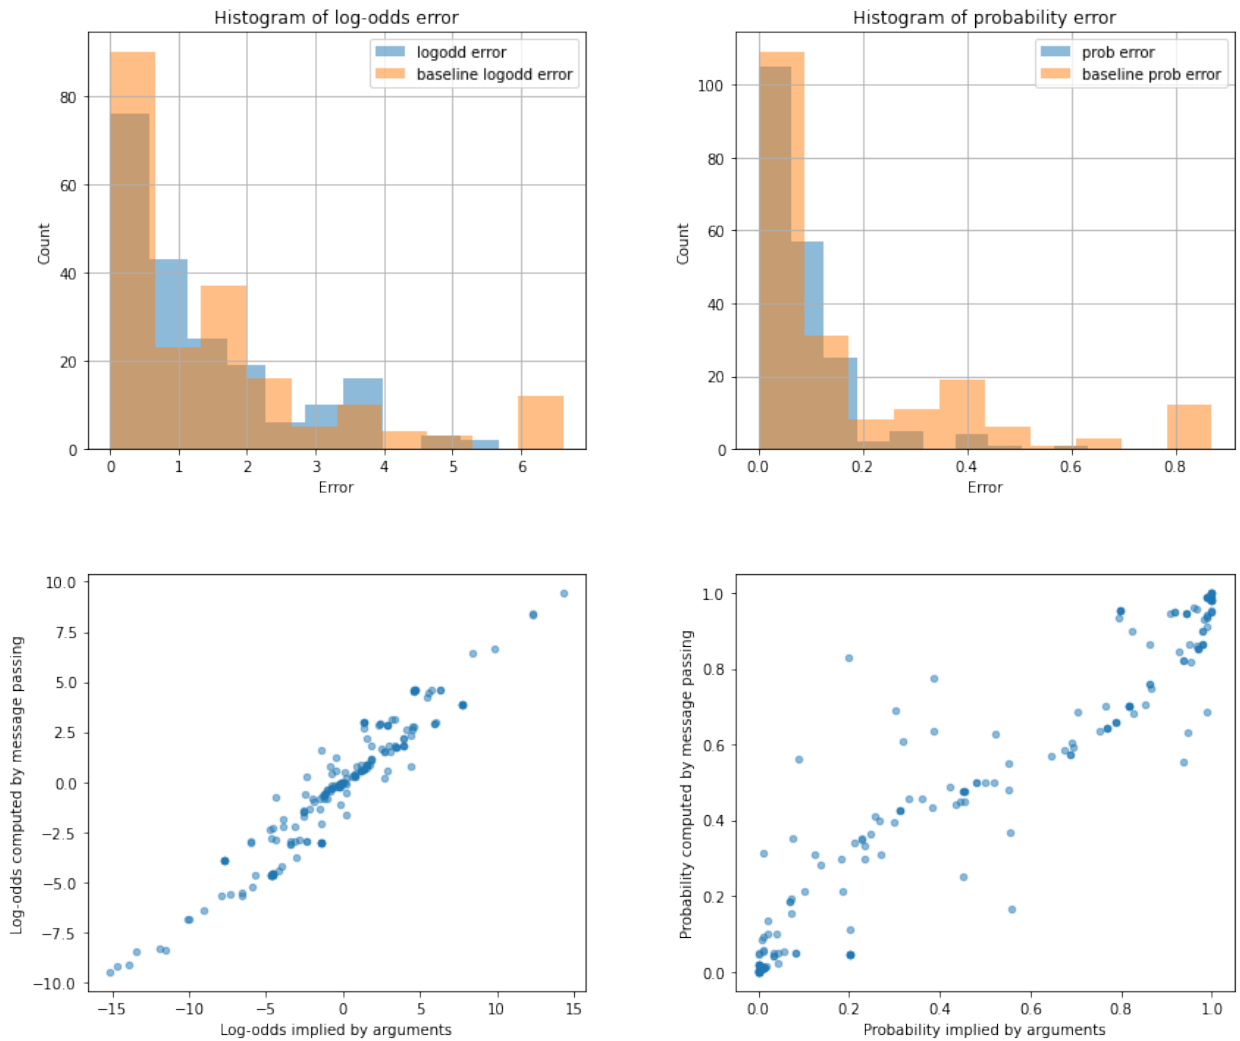 Histogram of log-odds error
logodd error
baseline logodd error
Count
80
60
40
20
0
0 1 2 3 4 5 6
Error
Histogram of probability error
prob error
baseline prob error
Count
100
80
60
40
20
0
0.0 0.2 0.4 0.6 0.8
Error
Log-odds computed by message passing
10.0
7.5
5.0
2.5
0.0
−2.5
−5.0
−7.5
−10.0
−15 −10 −5 0 5 10 15
Log-odds implied by arguments
Probability computed by message passing
1.0
0.8
0.6
0.4
0.2
0.0
0.0 0.2 0.4 0.6 0.8 1.0
Probability implied by arguments